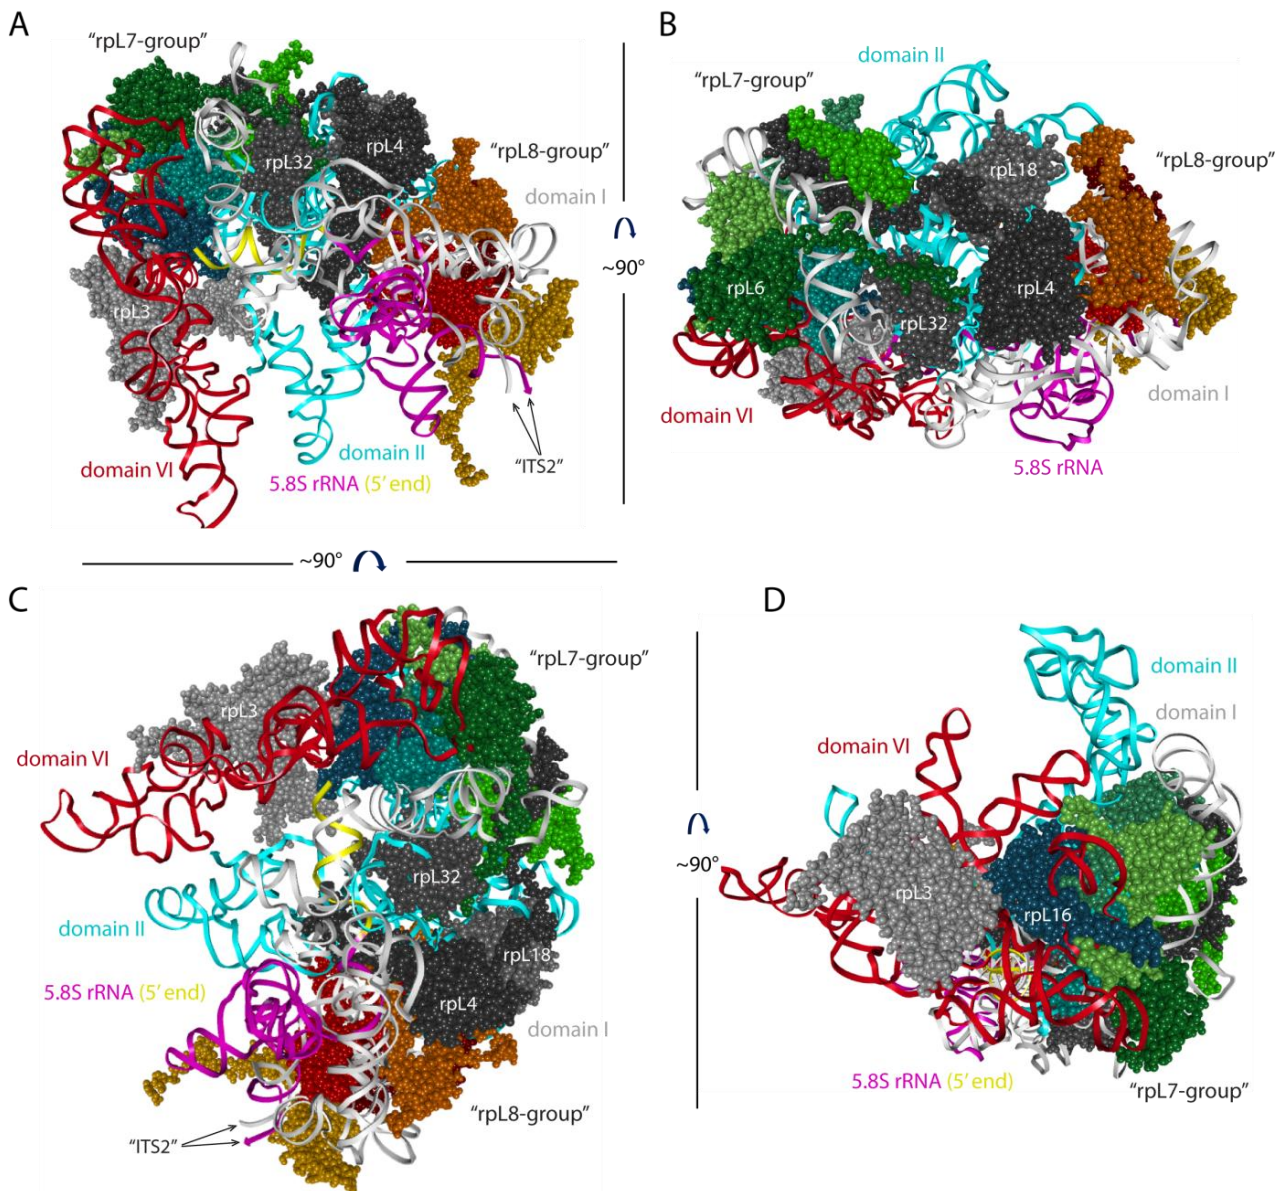 A
"rpL7-group"
rpL32
rpL4
"rpL8-group"
domain I
rpL3
domain VI
domain II
5.8S rRNA (5' end)
"ITS2"
~90°
B
domain II
"rpL7-group"
rpL18
"rpL8-group"
rpL6
rpL4
rpL32
domain VI
domain I
5.8S rRNA
~90°
C
"rpL7-group"
rpL3
domain VI
rpL32
domain II
rpL18
5.8S rRNA (5' end)
rpL4
domain I
"rpL8-group"
"ITS2"
D
domain II
domain I
domain VI
~90°
rpL3
rpL16
5.8S rRNA (5' end)
"rpL7-group"